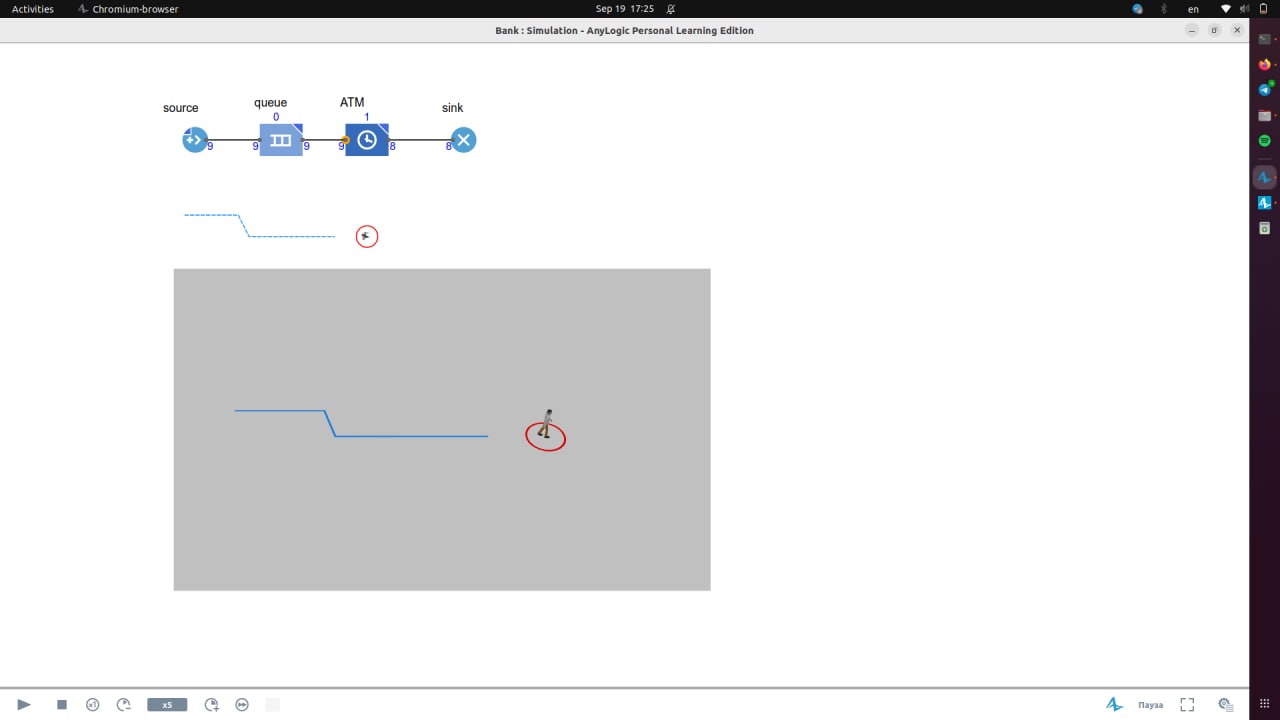 Activities Chromium-browser Sep 19 17:25 en
Bank : Simulation - AnyLogic Personal Learning Edition
source queue ATM sink
0 1
9 9 9 9 8 8
x1 x5 Пауза